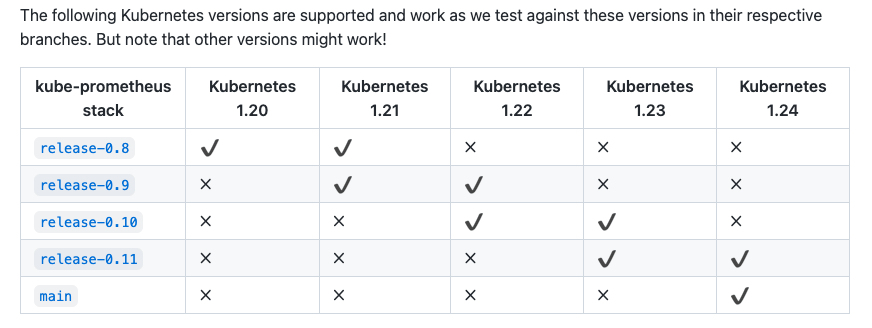 The following Kubernetes versions are supported and work as we test against these versions in their respective
branches. But note that other versions might work!
kube-prometheus stack Kubernetes 1.20 Kubernetes 1.21 Kubernetes 1.22 Kubernetes 1.23 Kubernetes 1.24
release-0.8 ✔ ✔ ✗ ✗ ✗
release-0.9 ✗ ✔ ✔ ✗ ✗
release-0.10 ✗ ✗ ✔ ✔ ✗
release-0.11 ✗ ✗ ✗ ✔ ✔
main ✗ ✗ ✗ ✗ ✔